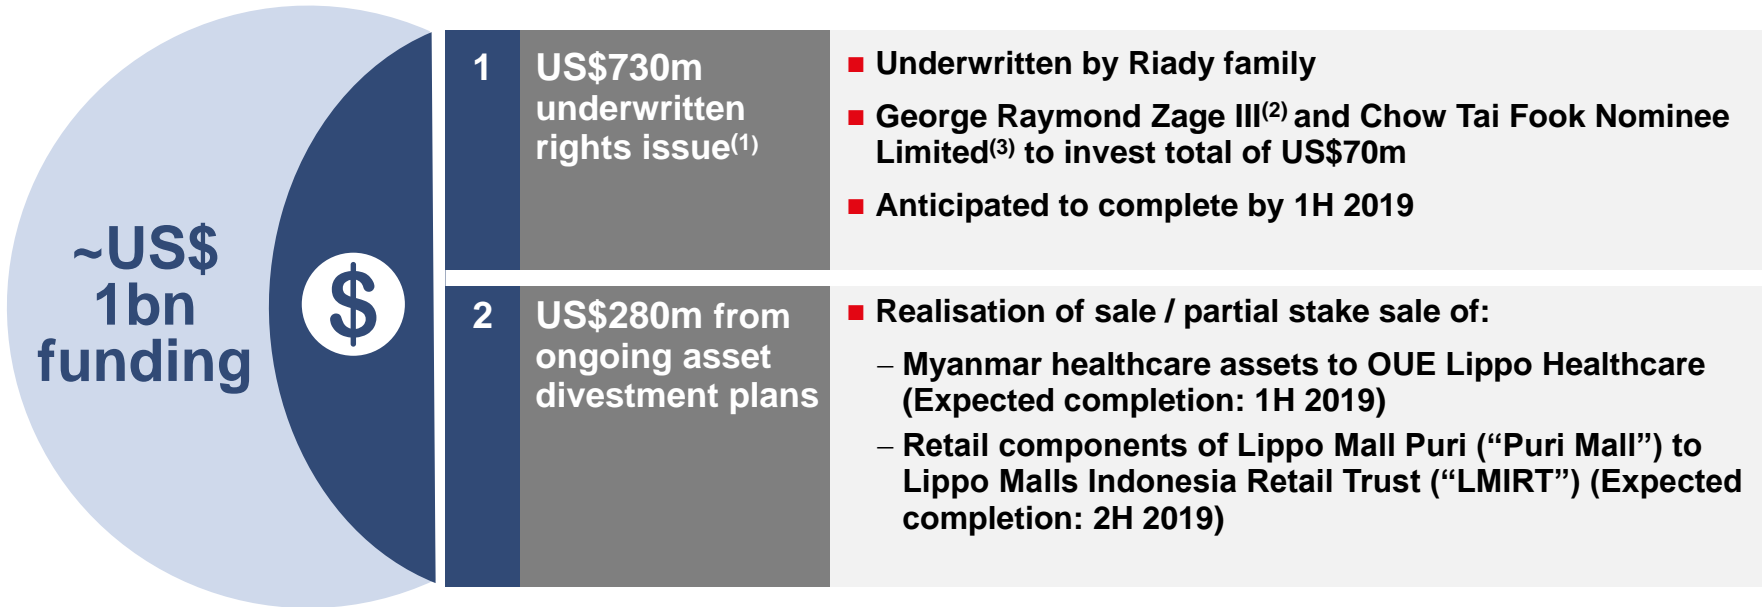 ~US$
1bn
funding
$
1
US$730m
underwritten
rights issue(1)
■ Underwritten by Riady family
■ George Raymond Zage III(2) and Chow Tai Fook Nominee
Limited(3) to invest total of US$70m
■ Anticipated to complete by 1H 2019
2
US$280m from
ongoing asset
divestment plans
■ Realisation of sale / partial stake sale of:
– Myanmar healthcare assets to OUE Lippo Healthcare
(Expected completion: 1H 2019)
– Retail components of Lippo Mall Puri (“Puri Mall”) to
Lippo Malls Indonesia Retail Trust (“LMIRT”) (Expected
completion: 2H 2019)